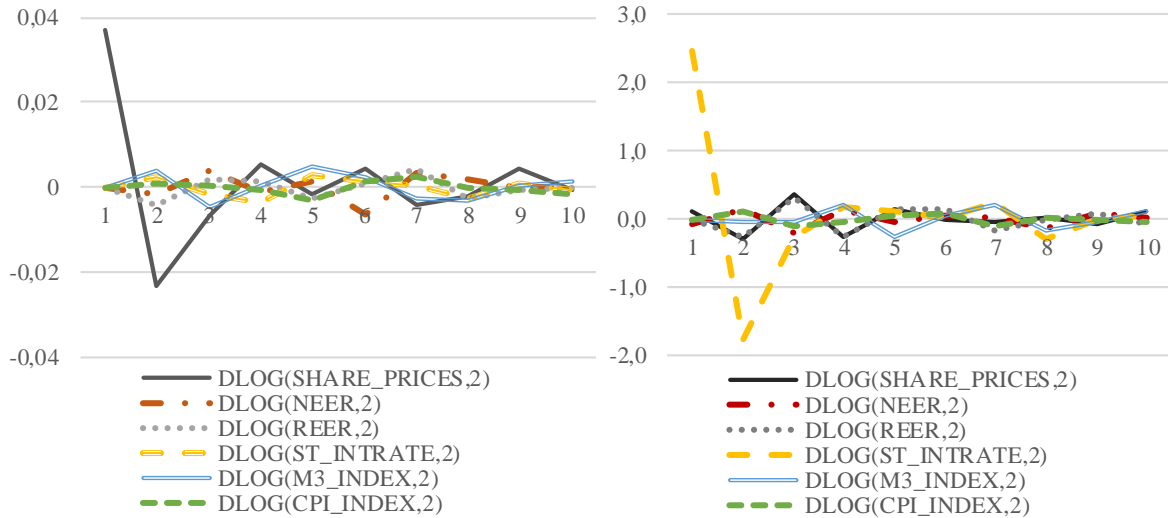 0,04
0,02
0
-0,02
-0,04
1 2 3 4 5 6 7 8 9 10
DLOG(SHARE_PRICES,2)
DLOG(NEER,2)
DLOG(REER,2)
DLOG(ST_INTRATE,2)
DLOG(M3_INDEX,2)
DLOG(CPI_INDEX,2)
3,0
2,0
1,0
0,0
-1,0
-2,0
1 2 3 4 5 6 7 8 9 10
DLOG(SHARE_PRICES,2)
DLOG(NEER,2)
DLOG(REER,2)
DLOG(ST_INTRATE,2)
DLOG(M3_INDEX,2)
DLOG(CPI_INDEX,2)